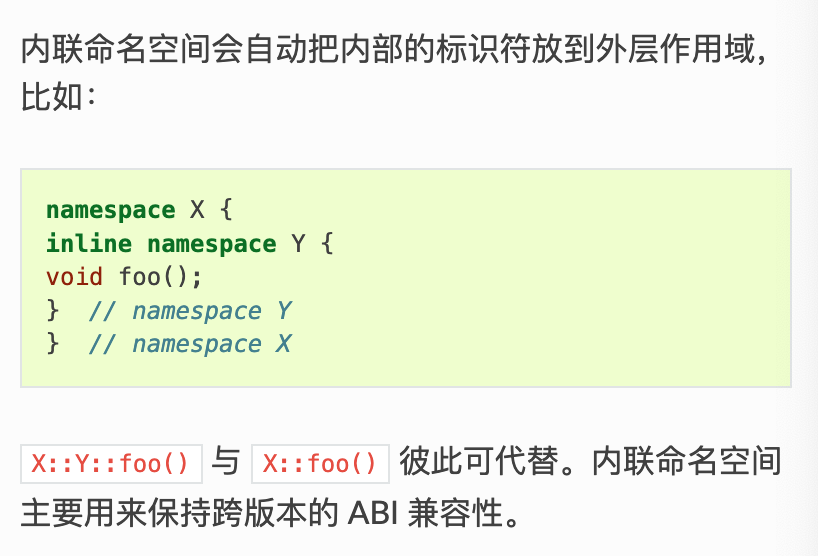 内联命名空间会自动把内部的标识符放到外层作用域，
比如：
namespace X {
inline namespace Y {
void foo();
}  // namespace Y
}  // namespace X
X::Y::foo() 与 X::foo() 彼此可代替。内联命名空间
主要用来保持跨版本的 ABI 兼容性。